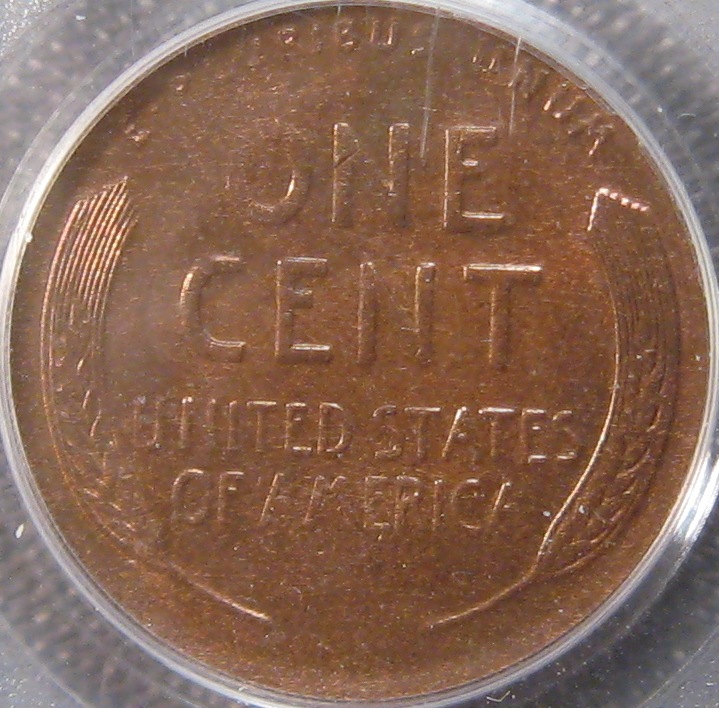 UNUM
ONE
CENT
UNITED STATES
OF AMERICA